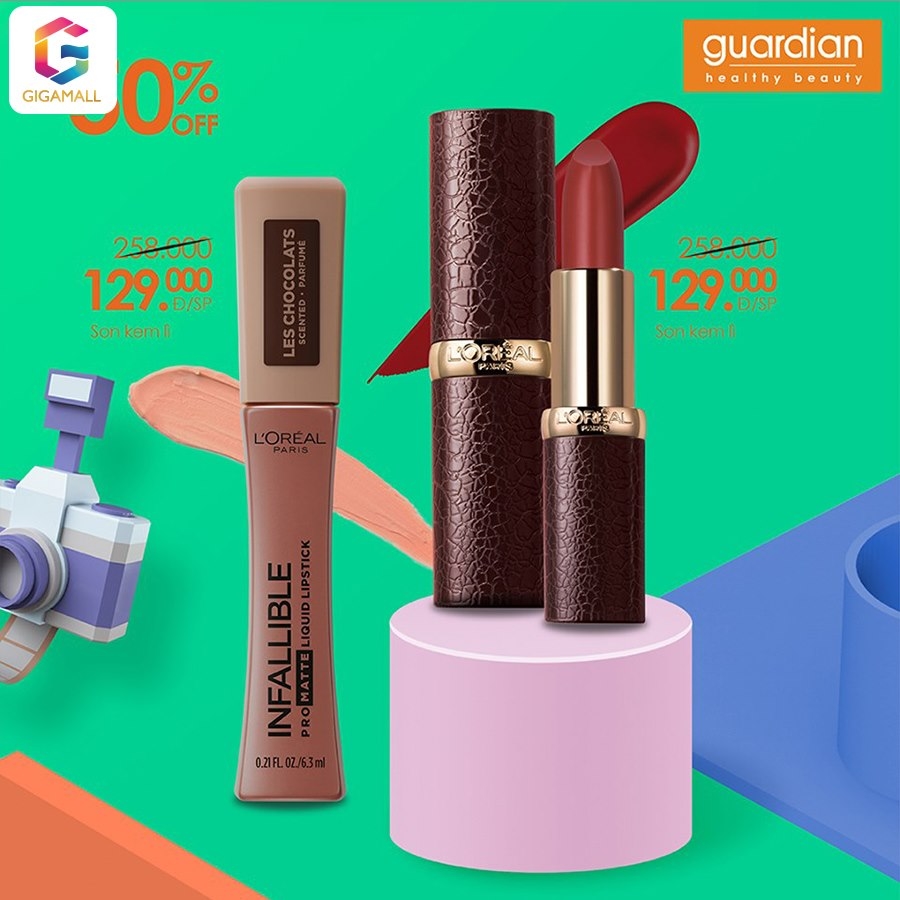 GIGAMALL
50%
OFF
guardian
healthy beauty
258.000
129.000
Đ/SP
Son kem lì
258.000
129.000
Đ/SP
Son kem lì
LES CHOCOLATS
SCENTED · PARFUMÉ
L'ORÉAL
PARIS
INFALLIBLE
PRO MATTE LIQUID LIPSTICK
0.21 FL. OZ./6.3 ml
L'ORÉAL
PARIS
L'ORÉAL
PARIS